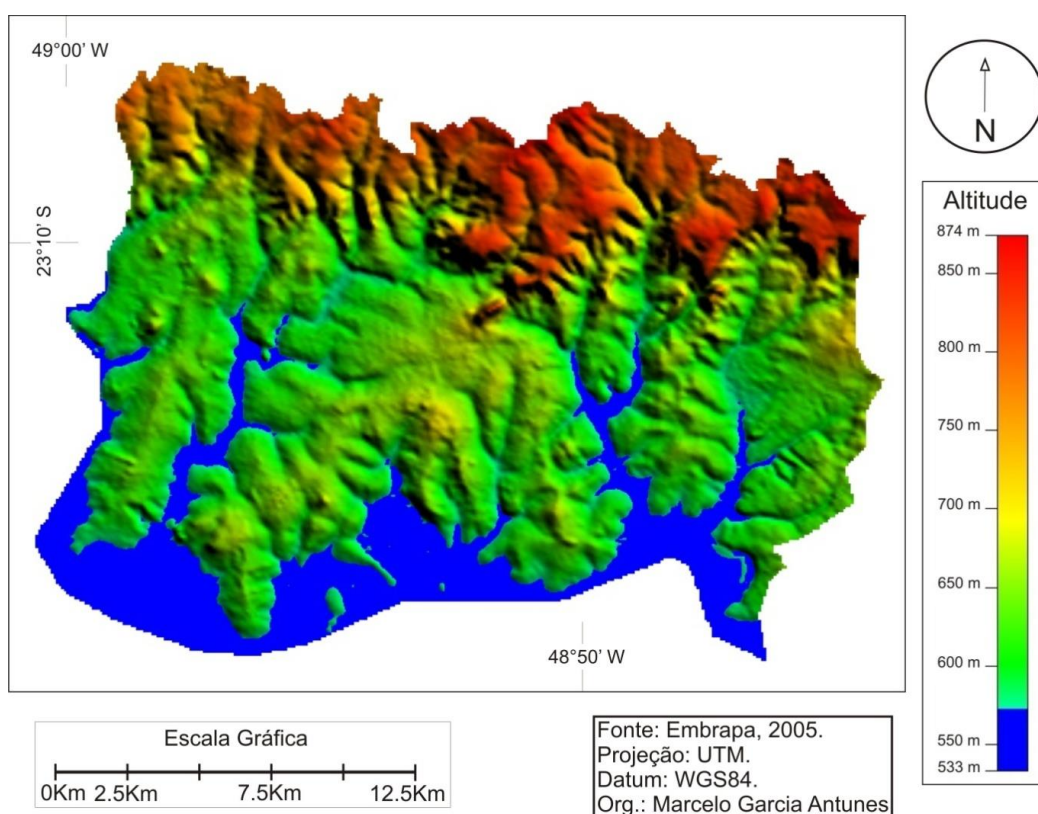 49°00' W
23°10' S
48°50' W
N
Altitude
874 m
850 m
800 m
750 m
700 m
650 m
600 m
550 m
533 m
Escala Gráfica
0Km 2.5Km 7.5Km 12.5Km
Fonte: Embrapa, 2005.
Projeção: UTM.
Datum: WGS84.
Org.: Marcelo Garcia Antunes